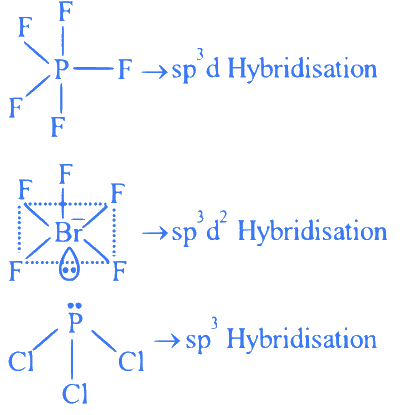 F F
P F → sp³d Hybridisation
F F
F F F
Br⁻ → sp³d² Hybridisation
F F
P → sp³ Hybridisation
Cl Cl Cl